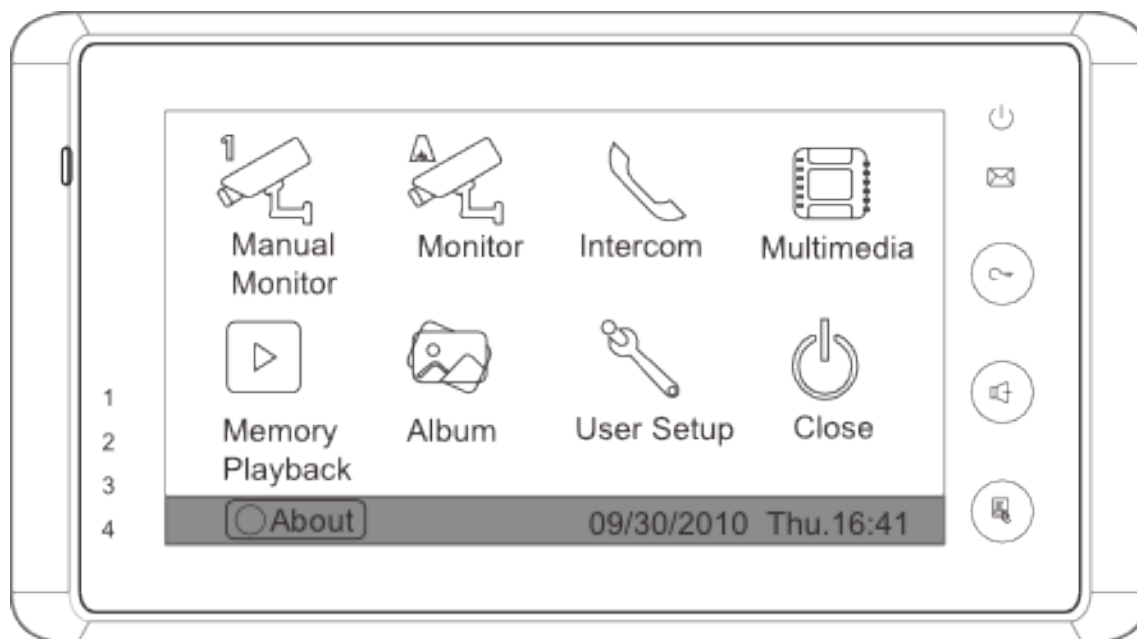 1
A
Manual
Monitor
Monitor
Intercom
Multimedia
Memory
Playback
Album
User Setup
Close
1
2
3
4
About
09/30/2010 Thu.16:41